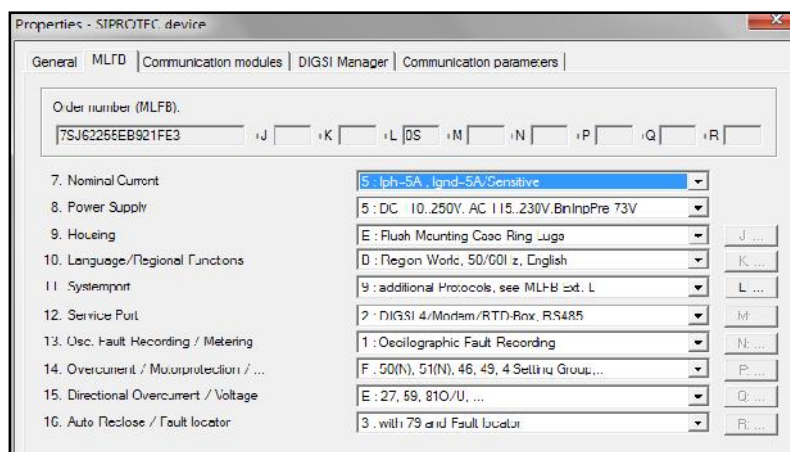 Properties - SIPROTEC device
General MLFB Communication modules DIGSI Manager Communication parameters
Order number (MLFB):
7SJ62255EB921FE3 +J +K +L 0S +M +N +P +Q +R
7. Nominal Current 5 : Iph-5A , Ignd-5A/Sensitive
8. Power Supply 5 : DC 110..250V. AC 115..230V.BinInpPre 73V
9. Housing E : Flush Mounting Case Ring Lugs J ...
10. Language/Regional Functions B : Region World, 50/60Hz, English K ...
11. Systemport 9 : additional Protocols, see MLFB Ext. L L ...
12. Service Port 2 : DIGSI 4/Modem/RTD-Box, RS485 M ...
13. Osc. Fault Recording / Metering 1 : Oscilographic Fault Recording N: ...
14. Overcurrent / Motorprotection / ... F : 50(N), 51(N), 46, 49, 4 Setting Group,.. P: ...
15. Directional Overcurrent / Voltage E : 27, 59, 81O/U, ... Q: ...
16. Auto Reclose / Fault locator 3 : with 79 and Fault locator R: ...